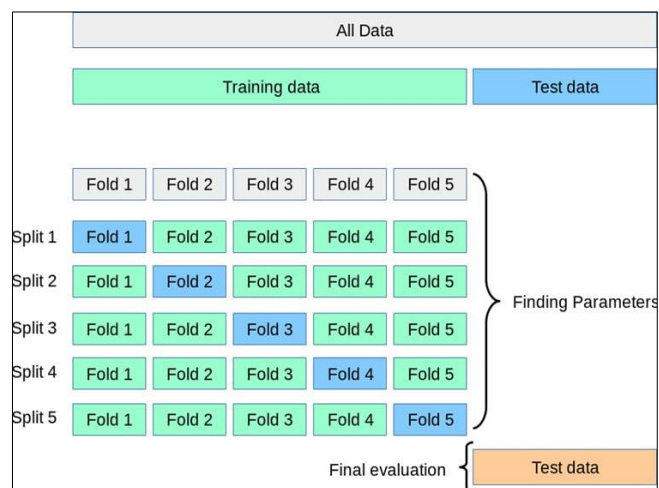 All Data
Training data Test data
Fold 1 Fold 2 Fold 3 Fold 4 Fold 5
Split 1 Fold 1 Fold 2 Fold 3 Fold 4 Fold 5
Split 2 Fold 1 Fold 2 Fold 3 Fold 4 Fold 5
Finding Parameters
Split 3 Fold 1 Fold 2 Fold 3 Fold 4 Fold 5
Split 4 Fold 1 Fold 2 Fold 3 Fold 4 Fold 5
Split 5 Fold 1 Fold 2 Fold 3 Fold 4 Fold 5
Final evaluation Test data